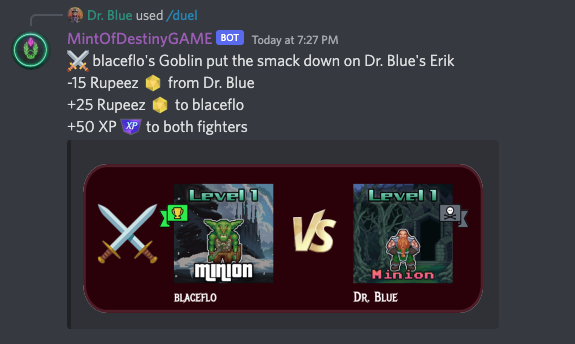 Dr. Blue used /duel
MintOfDestinyGAME BOT Today at 7:27 PM
blaceflo's Goblin put the smack down on Dr. Blue's Erik
-15 Rupeez from Dr. Blue
+25 Rupeez to blaceflo
+50 XP XP to both fighters
Level 1
minion
BLACEFLO
VS
Level 1
Minion
DR. BLUE